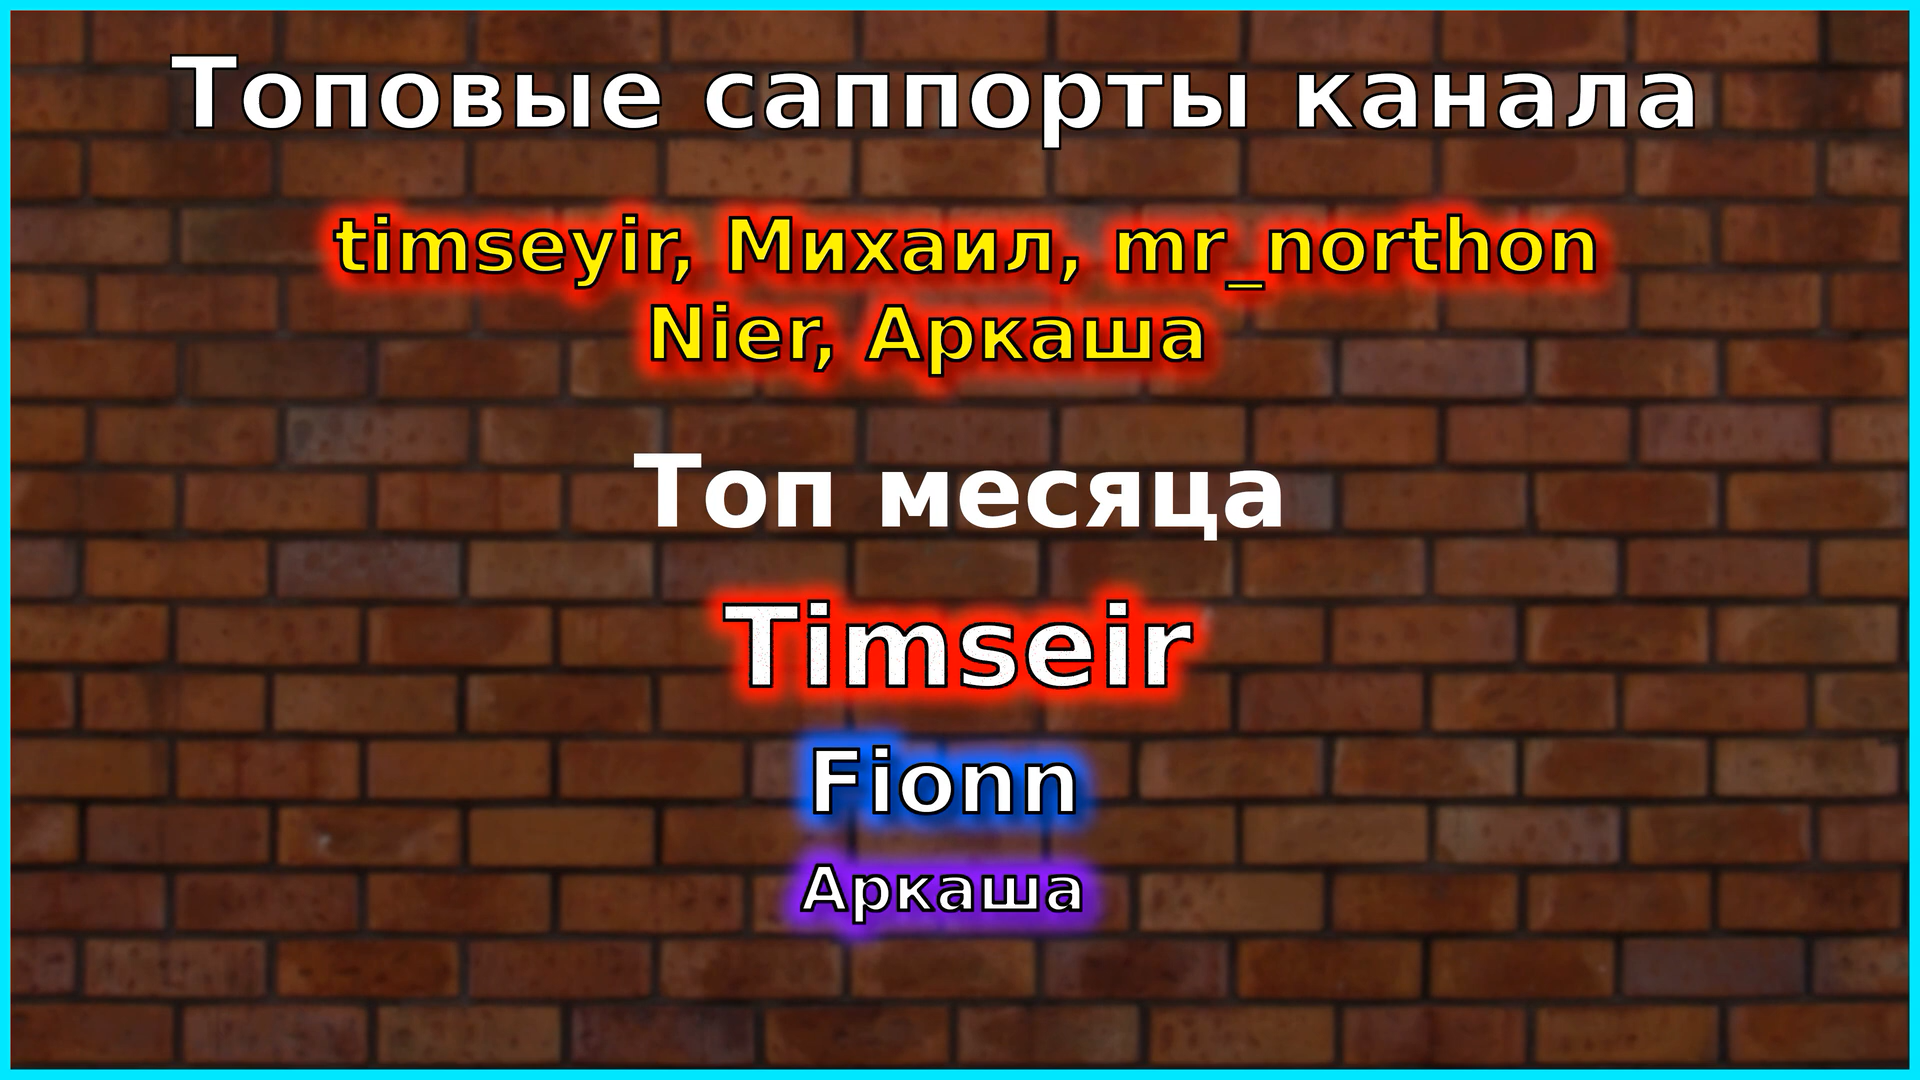 Топовые саппорты канала
timseyir, Михаил, mr_northon
Nier, Аркаша
Топ месяца
Timseir
Fionn
Аркаша